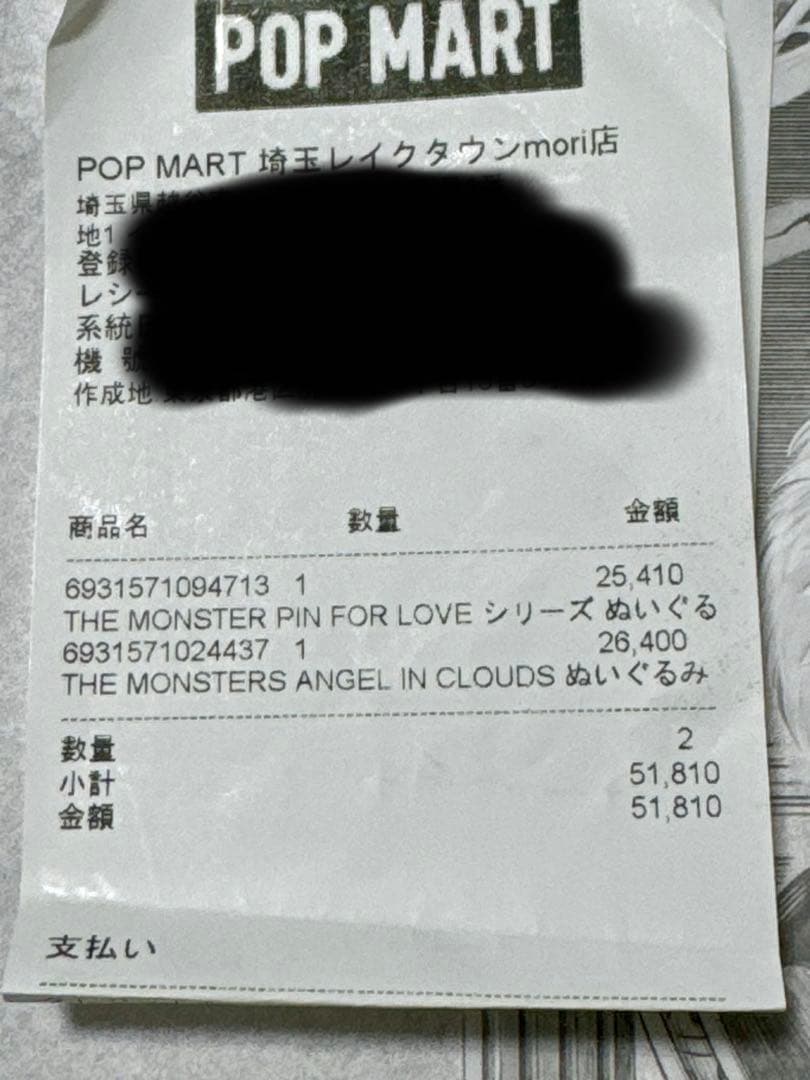 POP MART
POP MART 埼玉レイクタウンmori店
埼玉県
地1
登録
レシ
系統
機 號
作成地
商品名 數量 金額
6931571094713 1 25,410
THE MONSTER PIN FOR LOVE シリーズ ぬいぐる
6931571024437 1 26,400
THE MONSTERS ANGEL IN CLOUDS ぬいぐるみ
數量 2
小計 51,810
金額 51,810
支払い